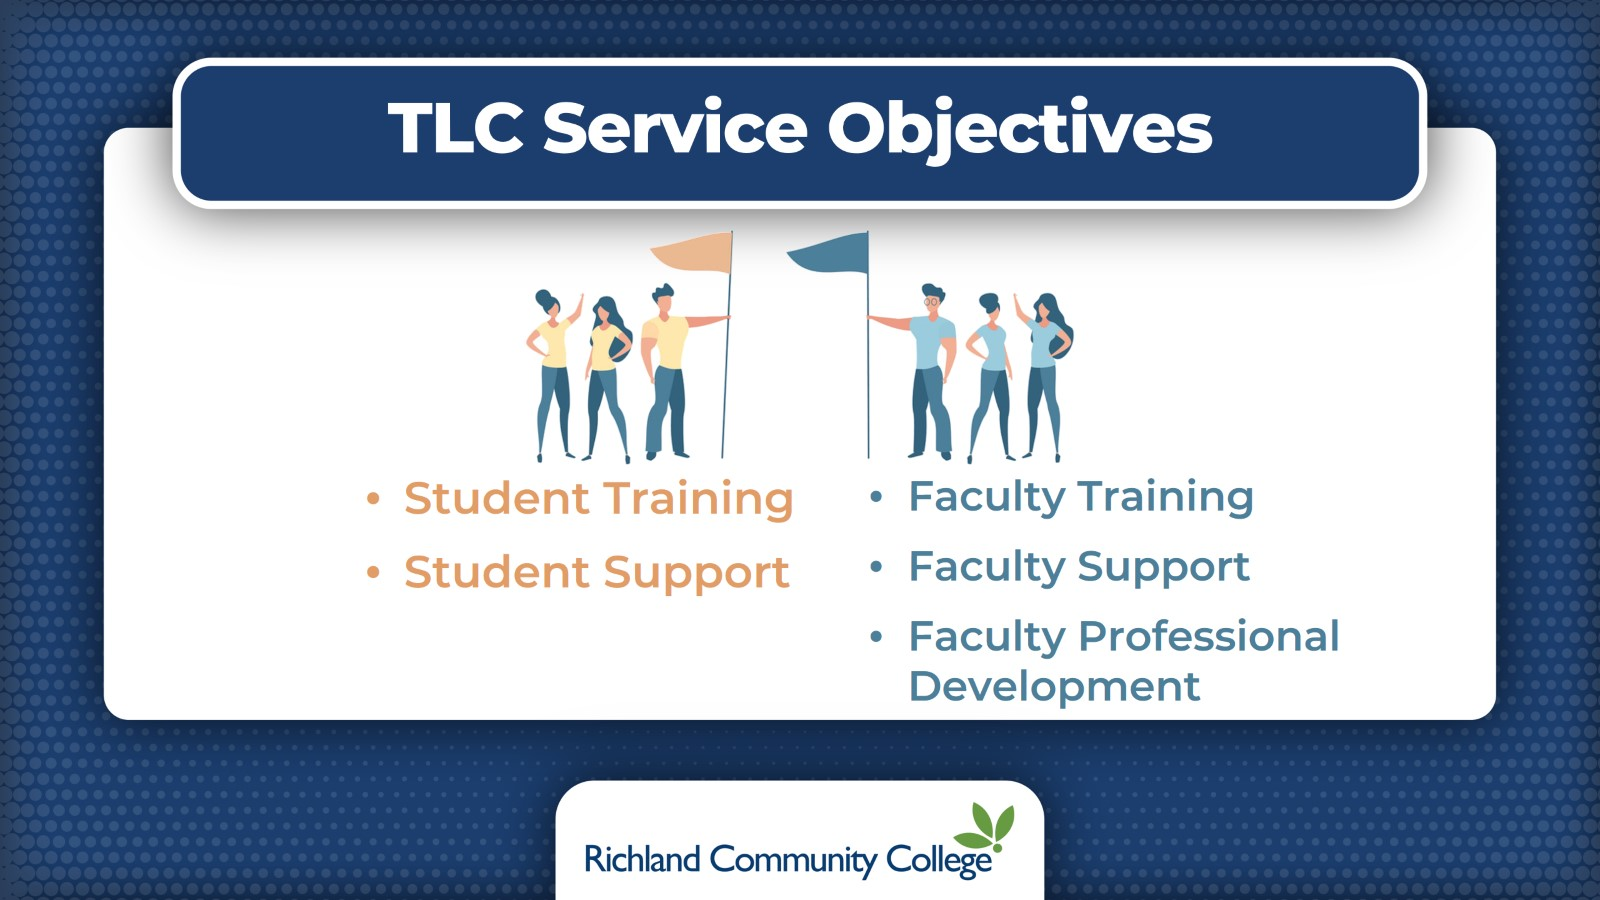 TLC Service Objectives
• Student Training
• Student Support
• Faculty Training
• Faculty Support
• Faculty Professional
Development
Richland Community College